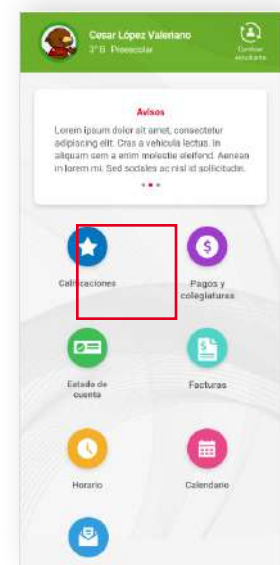 Cesar López Valeriano
3° B Preescolar
Cambiar
estudiante
Avisos
Lorem ipsum dolor sit amet, consectetur
adipiscing elit. Cras a vehicula lectus. In
aliquam sem a enim molestie eleifend. Aenean
in lorem mi. Sed sodales ac nisl id sollicitudin.
Calificaciones
Pagos y
colegiaturas
Estado de
cuenta
Facturas
Horario
Calendario